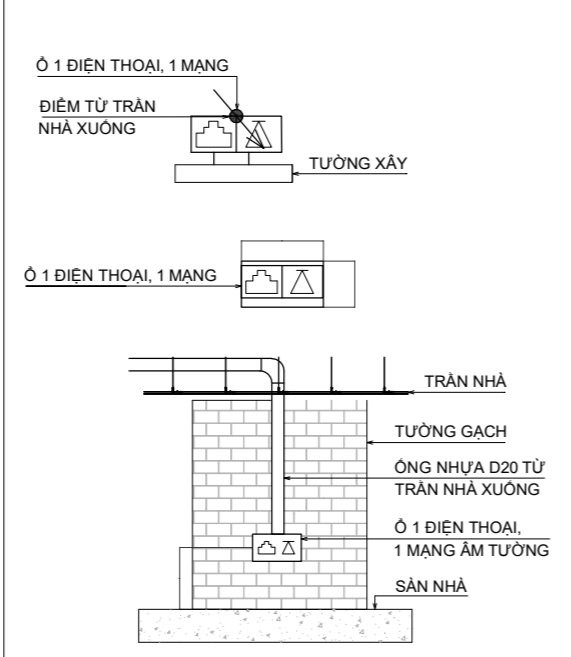 Ổ 1 ĐIỆN THOẠI, 1 MẠNG
ĐIỂM TỪ TRẦN
NHÀ XUỐNG
TƯỜNG XÂY
Ổ 1 ĐIỆN THOẠI, 1 MẠNG
TRẦN NHÀ
TƯỜNG GẠCH
ỐNG NHỰA D20 TỪ
TRẦN NHÀ XUỐNG
Ổ 1 ĐIỆN THOẠI,
1 MẠNG ÂM TƯỜNG
SÀN NHÀ